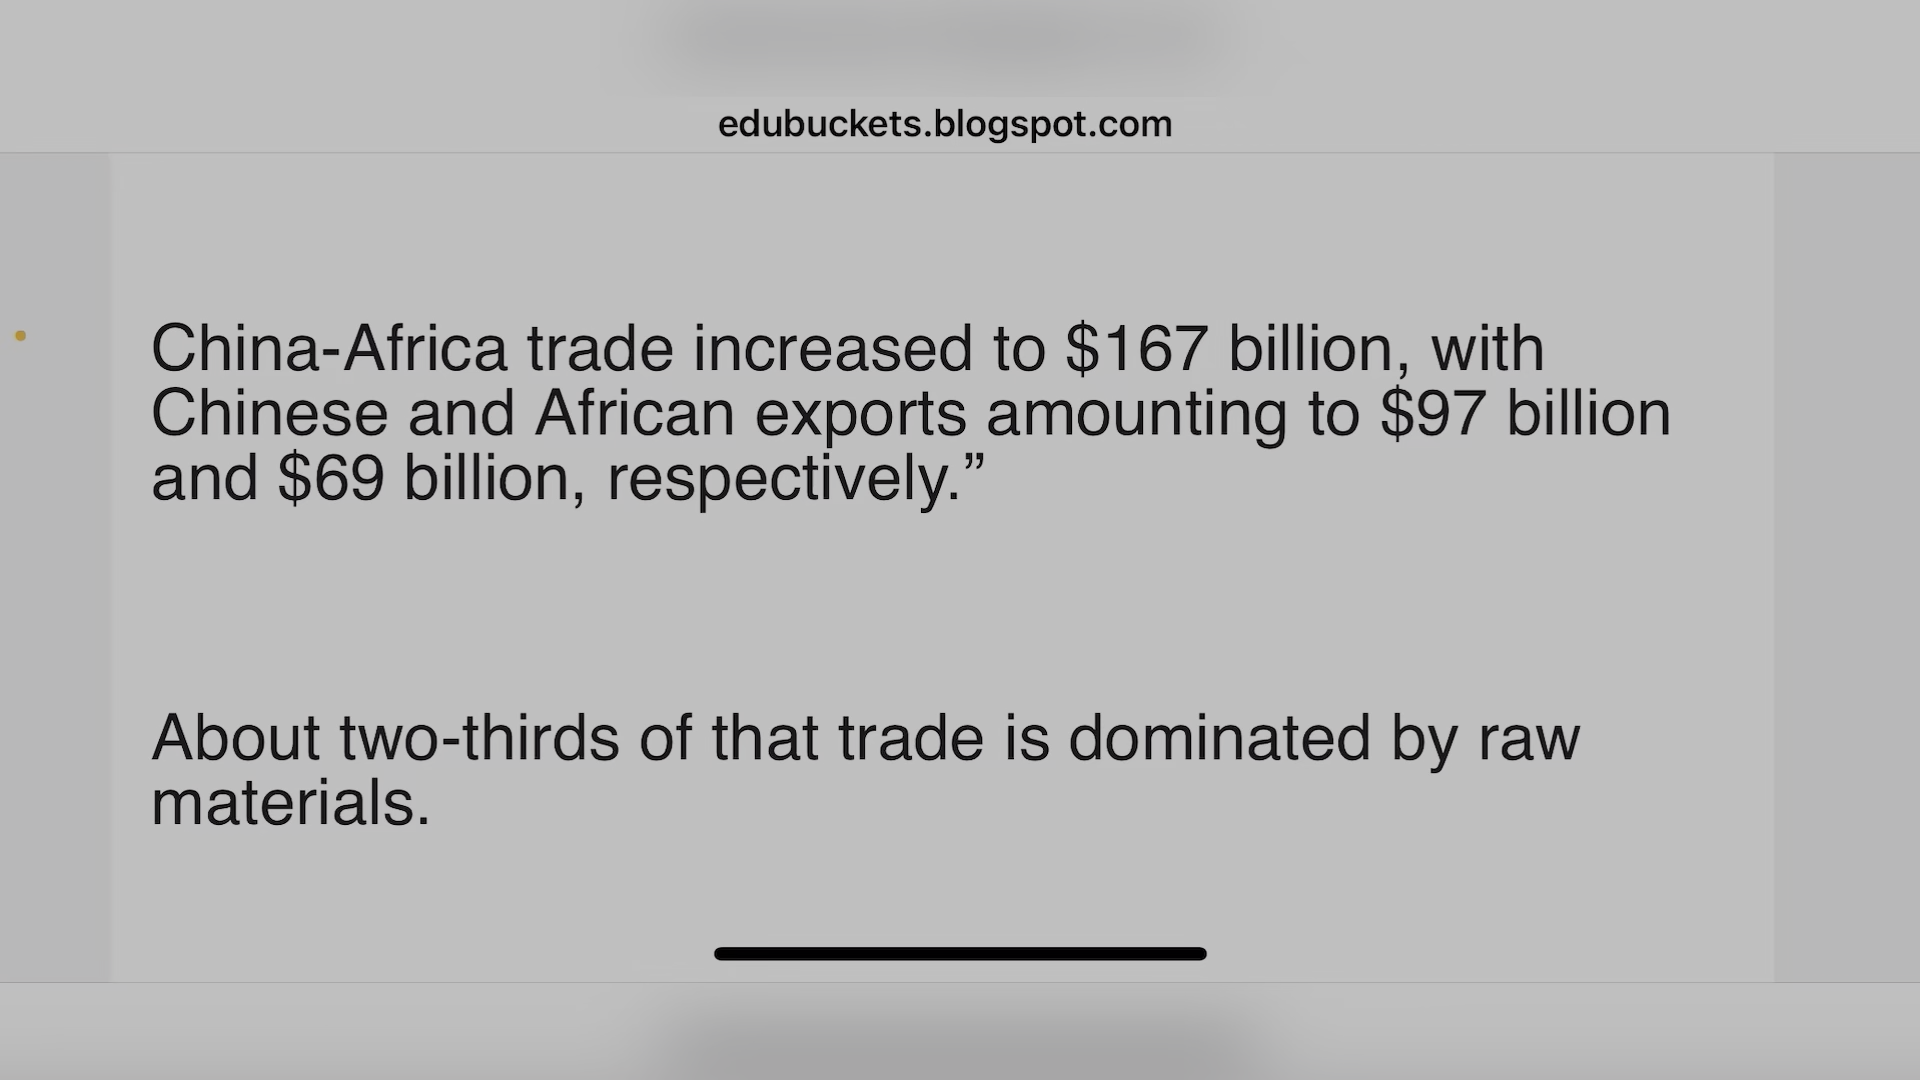 edubuckets.blogspot.com
China-Africa trade increased to $167 billion, with
Chinese and African exports amounting to $97 billion
and $69 billion, respectively.”
About two-thirds of that trade is dominated by raw
materials.